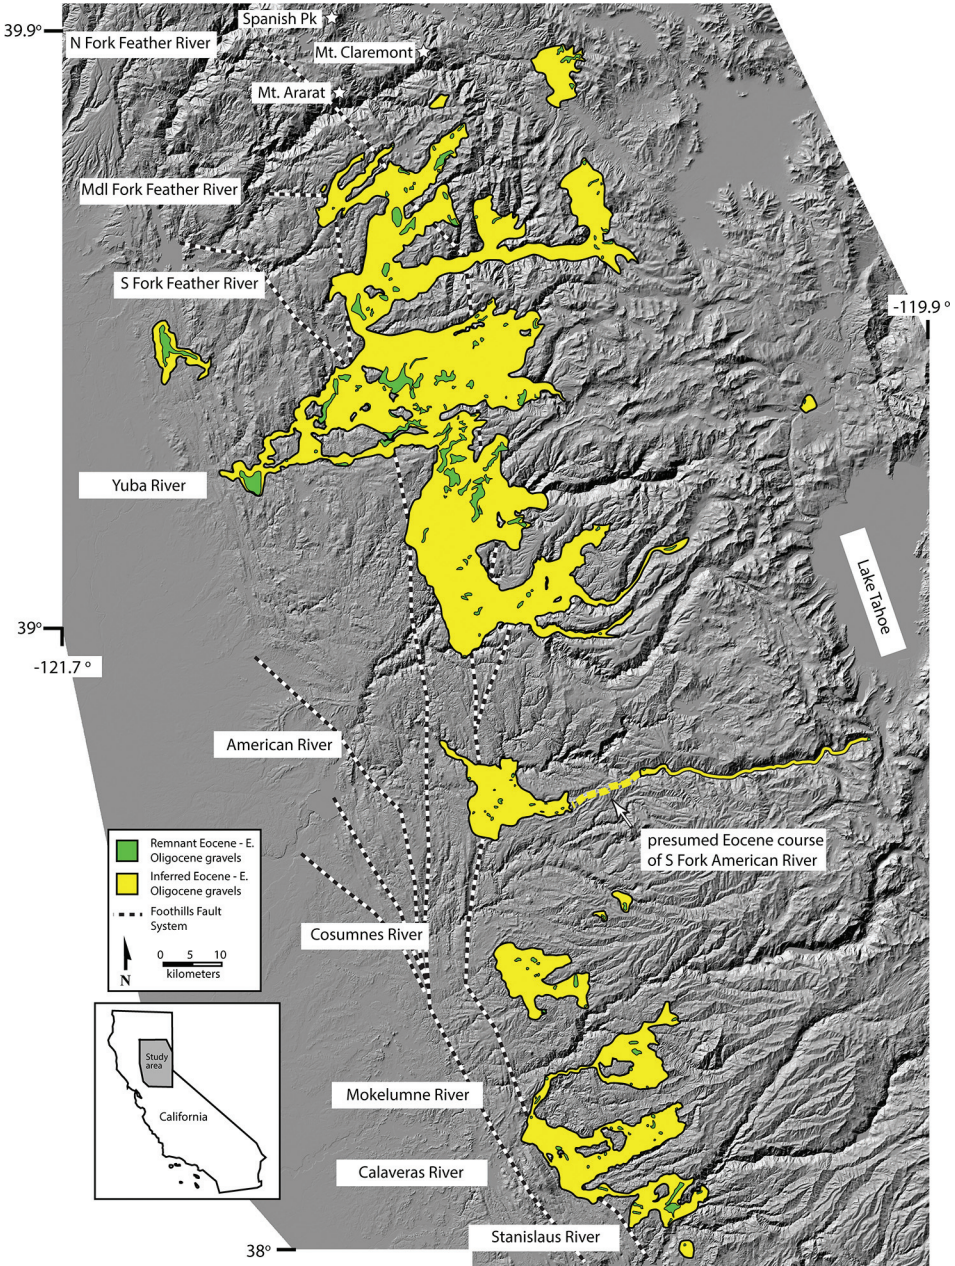 Spanish Pk
39.9°
N Fork Feather River
Mt. Claremont
Mt. Ararat
Mdl Fork Feather River
S Fork Feather River
-119.9 °
Yuba River
Lake Tahoe
39°
-121.7 °
American River
presumed Eocene course
of S Fork American River
Remnant Eocene - E.
Oligocene gravels
Inferred Eocene - E.
Oligocene gravels
Foothills Fault
System
N
0 5 10
kilometers
Cosumnes River
Study
area
California
Mokelumne River
Calaveras River
Stanislaus River
38°